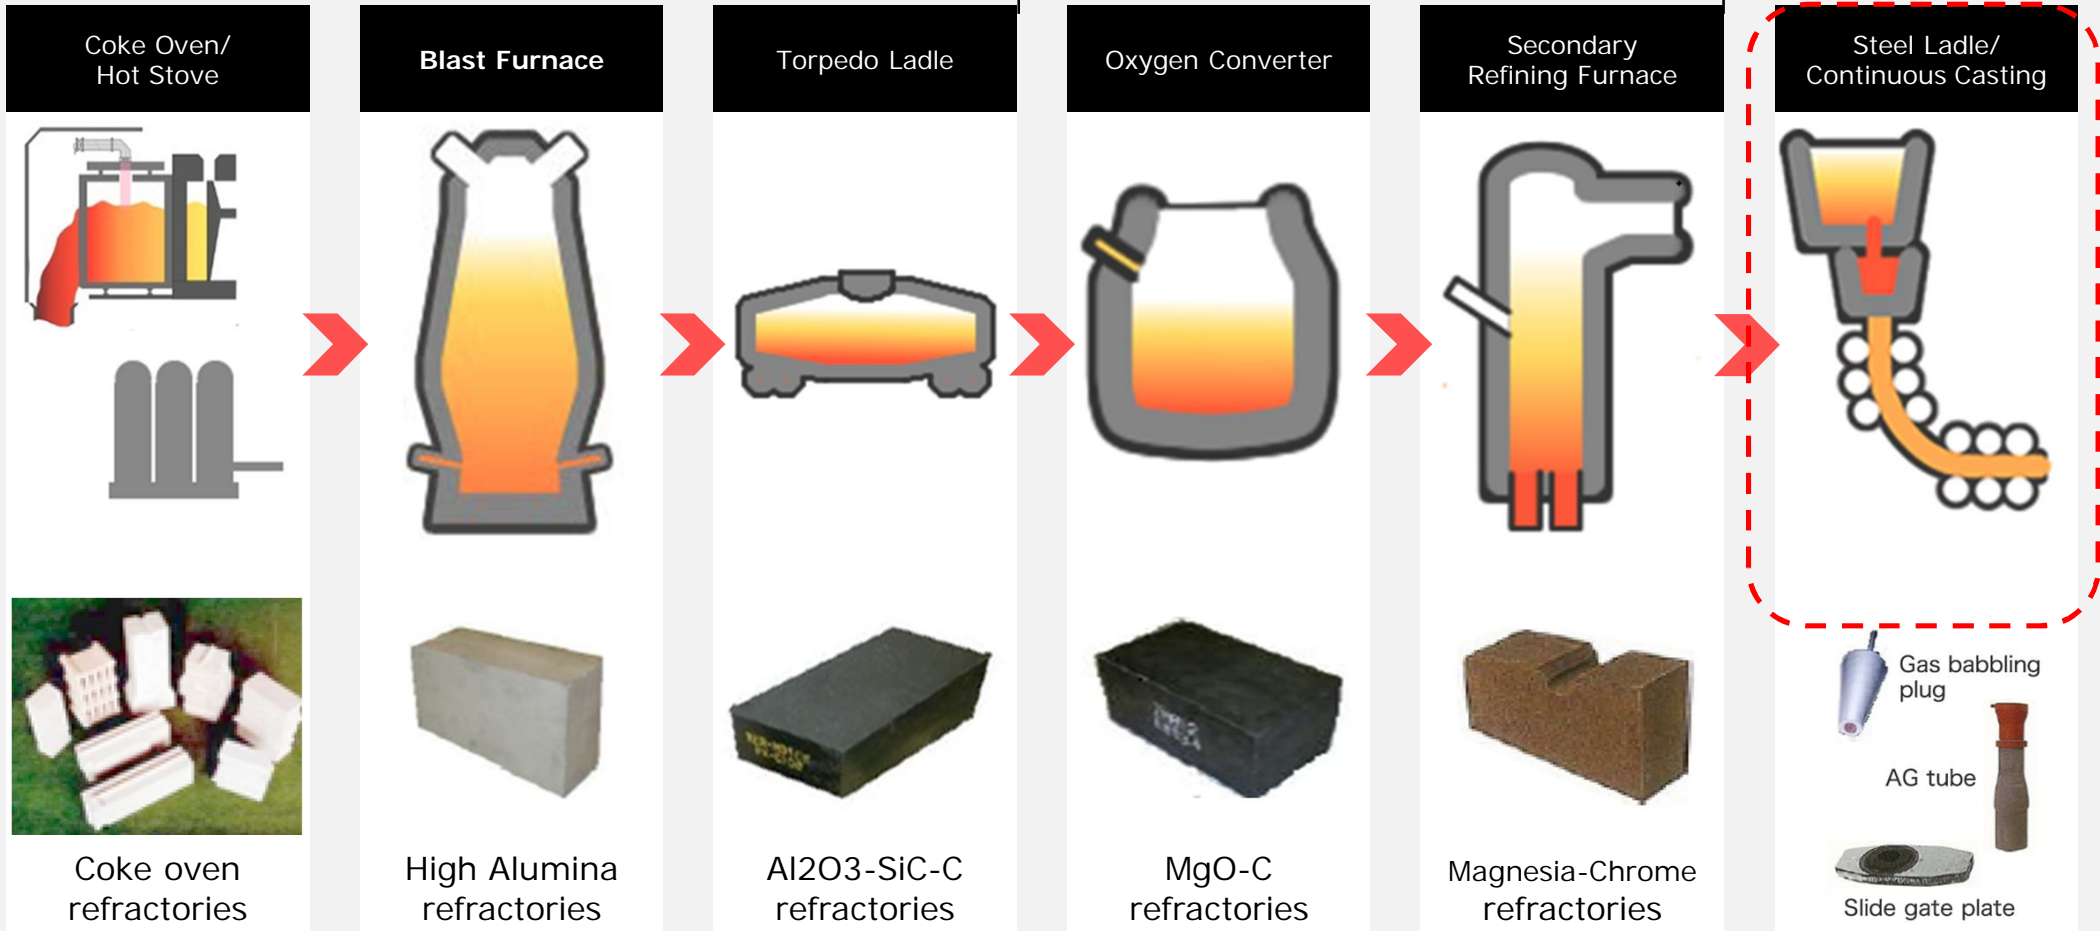 Coke Oven/
Hot Stove
Blast Furnace
Torpedo Ladle
Oxygen Converter
Secondary
Refining Furnace
Steel Ladle/
Continuous Casting
Gas babbling
plug
AG tube
Slide gate plate
Coke oven
refractories
High Alumina
refractories
Al2O3-SiC-C
refractories
MgO-C
refractories
Magnesia-Chrome
refractories